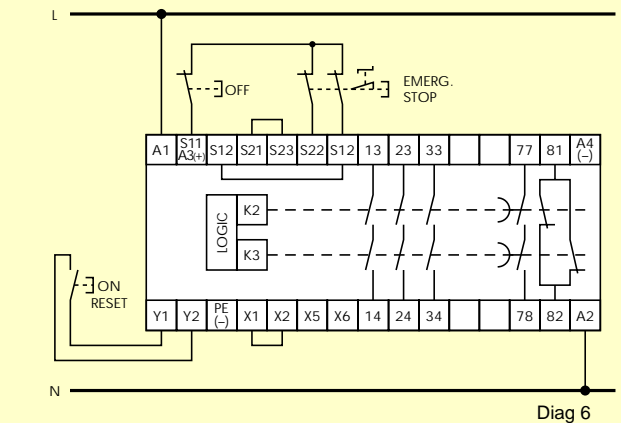 L
OFF
EMERG.
STOP
A1 S11 A3(+) S12 S21 S23 S22 S12 13 23 33 77 81 A4 (–)
LOGIC
K2
K3
ON
RESET
Y1 Y2 PE (–) X1 X2 X5 X6 14 24 34 78 82 A2
N
Diag 6